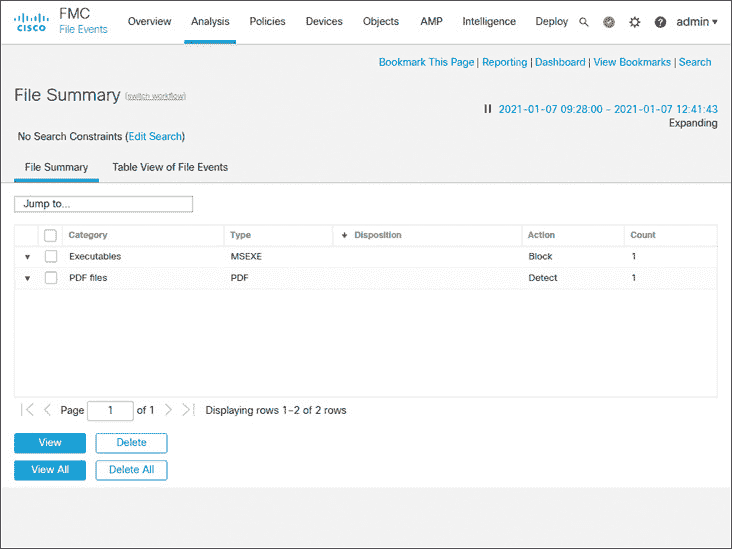 CISCO
FMC
File Events
Overview Analysis Policies Devices Objects AMP Intelligence Deploy admin
Bookmark This Page | Reporting | Dashboard | View Bookmarks | Search
File Summary (switch workflow)
2021-01-07 09:28:00 - 2021-01-07 12:41:43
Expanding
No Search Constraints (Edit Search)
File Summary Table View of File Events
Jump to...
Category Type Disposition Action Count
Executables MSEXE Block 1
PDF files PDF Detect 1
Page 1 of 1 Displaying rows 1-2 of 2 rows
View Delete
View All Delete All